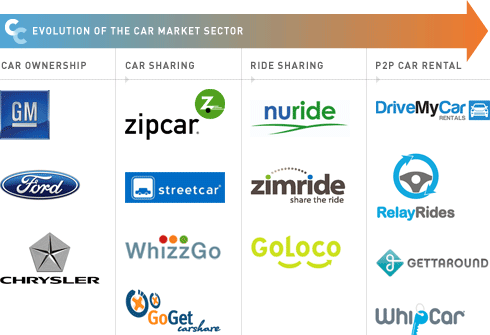 CC EVOLUTION OF THE CAR MARKET SECTOR
CAR OWNERSHIP
GM
Ford
CHRYSLER
CAR SHARING
Z
zipcar.
streetcar
WhizzGo
GoGet
carshare
RIDE SHARING
nuride
zimride
share the ride
GoLoco
P2P CAR RENTAL
DriveMyCar
RENTALS
RelayRides
GETTAROUND
WhipCar